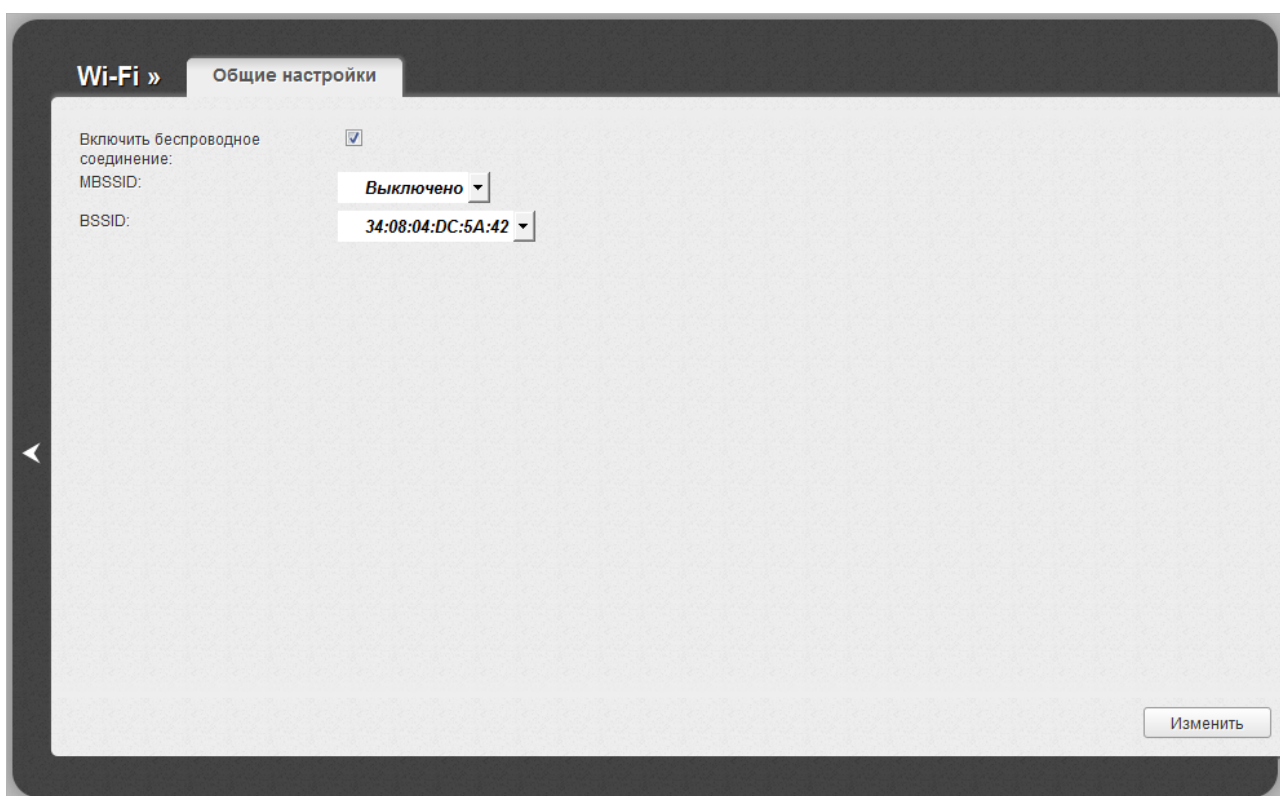 Wi-Fi » Общие настройки
Включить беспроводное
соединение:
MBSSID: Выключено
BSSID: 34:08:04:DC:5A:42
Изменить